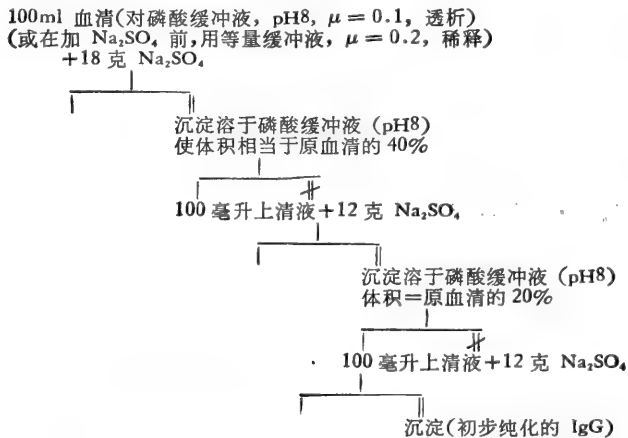 100ml 血清(对磷酸缓冲液, pH8, μ = 0.1, 透析)
(或在加 Na₂SO₄ 前,用等量缓冲液, μ = 0.2, 稀释)
+18 克 Na₂SO₄
沉淀溶于磷酸缓冲液 (pH8)
使体积相当于原血清的 40%
100 毫升上清液+12 克 Na₂SO₄
沉淀溶于磷酸缓冲液 (pH8)
体积=原血清的 20%
100 毫升上清液+12 克 Na₂SO₄
沉淀(初步纯化的 IgG)